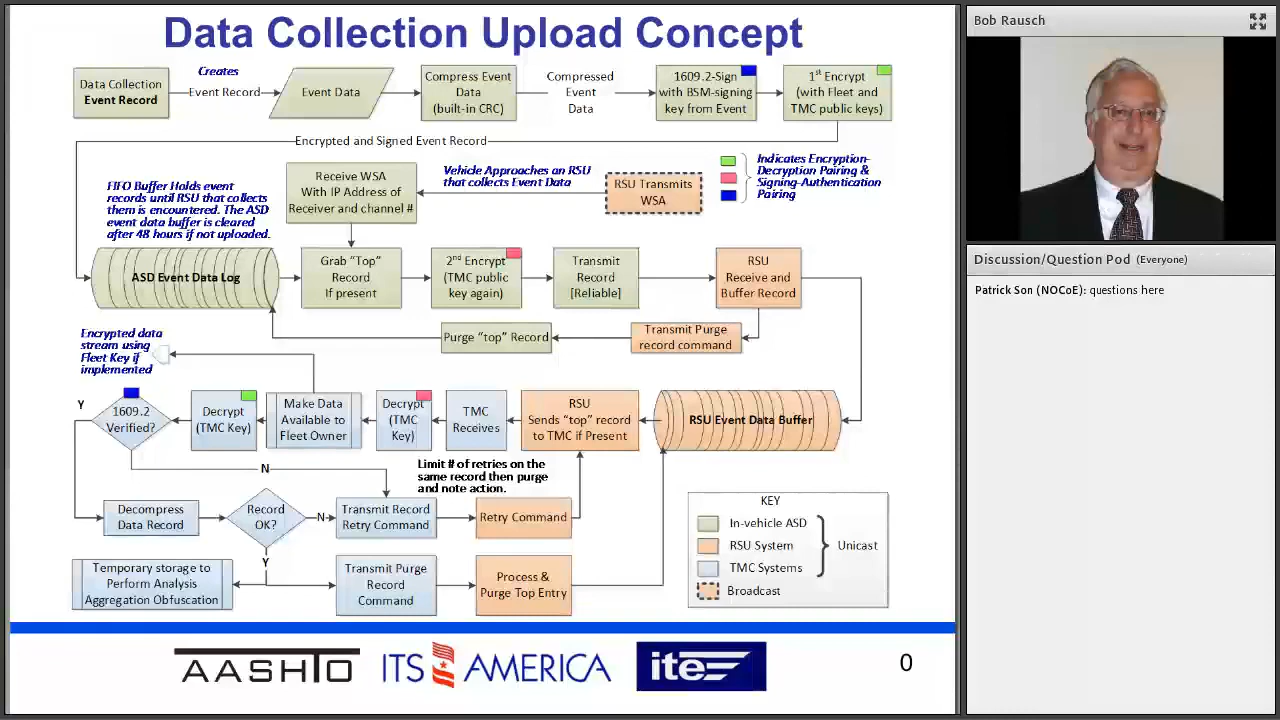 Data Collection Upload Concept
Data Collection
Event Record
Creates
Event Record
Event Data
Compress Event
Data
(built-in CRC)
Compressed
Event
Data
1609.2-Sign
with BSM-signing
key from Event
1st Encrypt
(with Fleet and
TMC public keys)
Encrypted and Signed Event Record
FIFO Buffer Holds event
records until RSU that collects
them is encountered. The ASD
event data buffer is cleared
after 48 hours if not uploaded.
Receive WSA
With IP Address of
Receiver and channel #
Vehicle Approaches an RSU
that collects Event Data
RSU Transmits
WSA
Indicates Encryption-
Decryption Pairing &
Signing-Authentication
Pairing
ASD Event Data Log
Grab "Top"
Record
If present
2nd Encrypt
(TMC public
key again)
Transmit
Record
[Reliable]
RSU
Receive and
Buffer Record
Purge "top" Record
Transmit Purge
record command
Encrypted data
stream using
Fleet Key if
implemented
Y
1609.2
Verified?
Decrypt
(TMC Key)
Make Data
Available to
Fleet Owner
Decrypt
(TMC
Key)
TMC
Receives
RSU
Sends "top" record
to TMC if Present
RSU Event Data Buffer
N
Limit # of retries on the
same record then purge
and note action.
Decompress
Data Record
Record
OK?
N
Transmit Record
Retry Command
Retry Command
Y
Temporary storage to
Perform Analysis
Aggregation Obfuscation
Transmit Purge
Record
Command
Process &
Purge Top Entry
KEY
In-vehicle ASD
RSU System
TMC Systems
Broadcast
Unicast
AASHTO
ITS AMERICA
ite
0
Bob Rausch
Discussion/Question Pod (Everyone)
Patrick Son (NOCoE): questions here